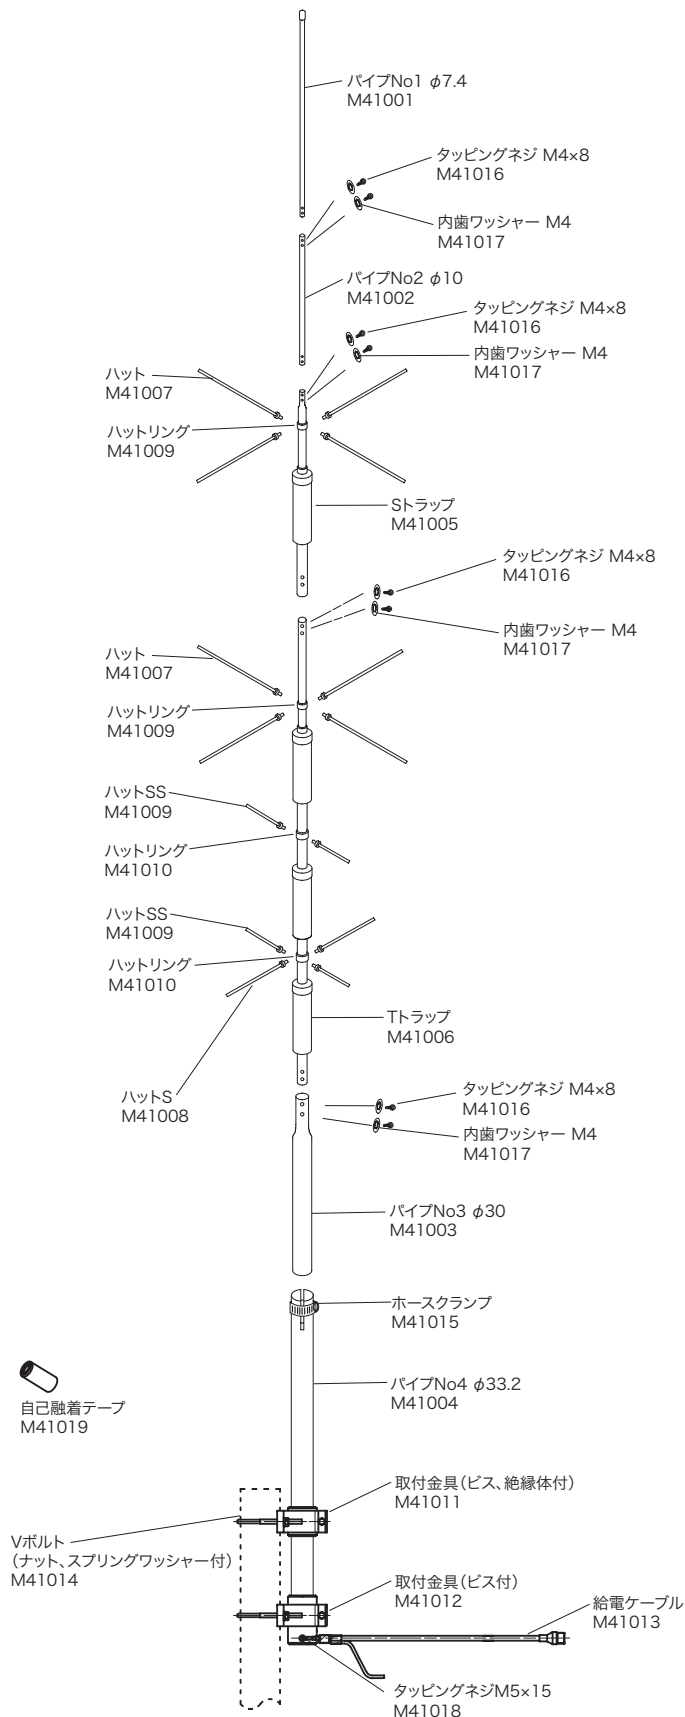 パイプNo1 φ7.4
M41001
タッピングネジ M4×8
M41016
内歯ワッシャー M4
M41017
パイプNo2 φ10
M41002
タッピングネジ M4×8
M41016
内歯ワッシャー M4
M41017
ハット
M41007
ハットリング
M41009
Sトラップ
M41005
タッピングネジ M4×8
M41016
内歯ワッシャー M4
M41017
ハット
M41007
ハットリング
M41009
ハットSS
M41009
ハットリング
M41010
ハットSS
M41009
ハットリング
M41010
Tトラップ
M41006
ハットS
M41008
タッピングネジ M4×8
M41016
内歯ワッシャー M4
M41017
パイプNo3 φ30
M41003
ホースクランプ
M41015
自己融着テープ
M41019
パイプNo4 φ33.2
M41004
取付金具(ビス、絶縁体付)
M41011
Vボルト
(ナット、スプリングワッシャー付)
M41014
取付金具(ビス付)
M41012
給電ケーブル
M41013
タッピングネジM5×15
M41018